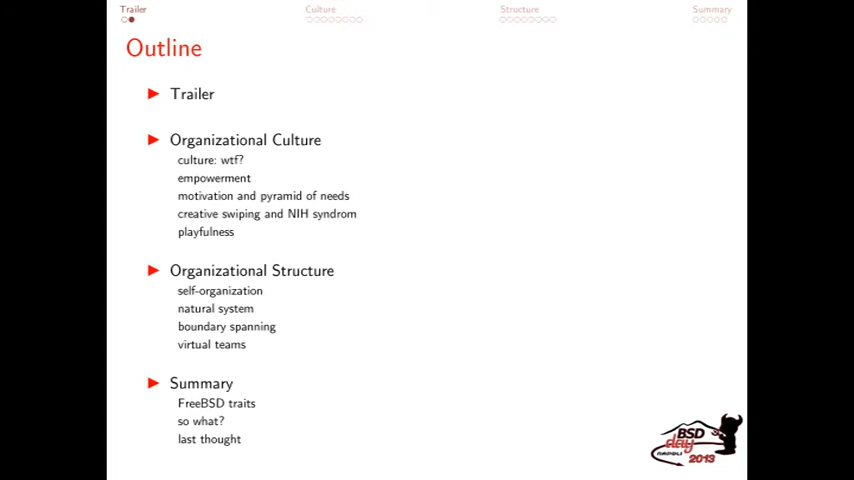 Trailer
Culture
Structure
Summary
Outline
Trailer
Organizational Culture
culture: wtf?
empowerment
motivation and pyramid of needs
creative swiping and NIH syndrom
playfulness
Organizational Structure
self-organization
natural system
boundary spanning
virtual teams
Summary
FreeBSD traits
so what?
last thought
BSD
day
NAPOLI
2013